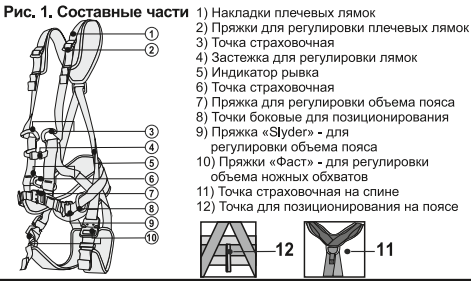 Рис. 1. Составные части
1) Накладки плечевых лямок
2) Пряжки для регулировки плечевых лямок
3) Точка страховочная
4) Застежка для регулировки лямок
5) Индикатор рывка
6) Точка страховочная
7) Пряжка для регулировки объема пояса
8) Точки боковые для позиционирования
9) Пряжка «Slyder» - для
регулировки объема пояса
10) Пряжки «Фаст» - для регулировки
объема ножных обхватов
11) Точка страховочная на спине
12) Точка для позиционирования на поясе
1
2
3
4
5
6
7
8
9
10
12
11